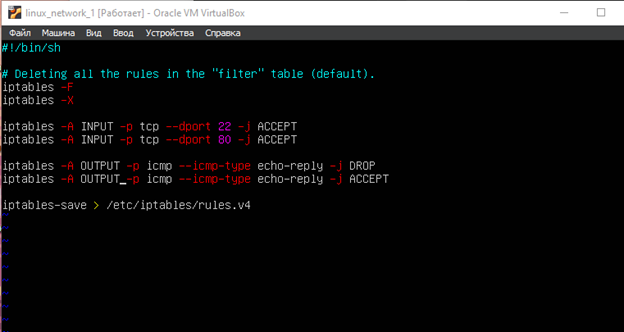 linux_network_1 [Работает] - Oracle VM VirtualBox
Файл Машина Вид Ввод Устройства Справка
#!/bin/sh
# Deleting all the rules in the "filter" table (default).
iptables -F
iptables -X
iptables -A INPUT -p tcp --dport 22 -j ACCEPT
iptables -A INPUT -p tcp --dport 80 -j ACCEPT
iptables -A OUTPUT -p icmp --icmp-type echo-reply -j DROP
iptables -A OUTPUT -p icmp --icmp-type echo-reply -j ACCEPT
iptables-save > /etc/iptables/rules.v4
~
~
~
~
~
~
~
~
~